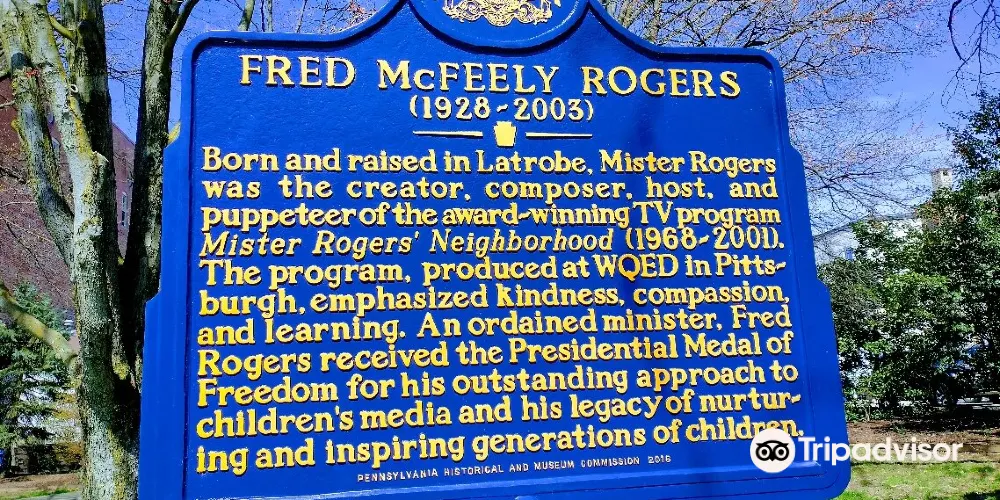 FRED McFEELY ROGERS
(1928-2003)
Born and raised in Latrobe, Mister Rogers
was the creator, composer, host, and
puppeteer of the award-winning TV program
Mister Rogers' Neighborhood (1968-2001).
The program, produced at WQED in Pitts-
burgh, emphasized kindness, compassion,
and learning. An ordained minister, Fred
Rogers received the Presidential Medal of
Freedom for his outstanding approach to
children's media and his legacy of nurtur-
ing and inspiring generations of children.
PENNSYLVANIA HISTORICAL AND MUSEUM COMMISSION 2016
Tripadvisor